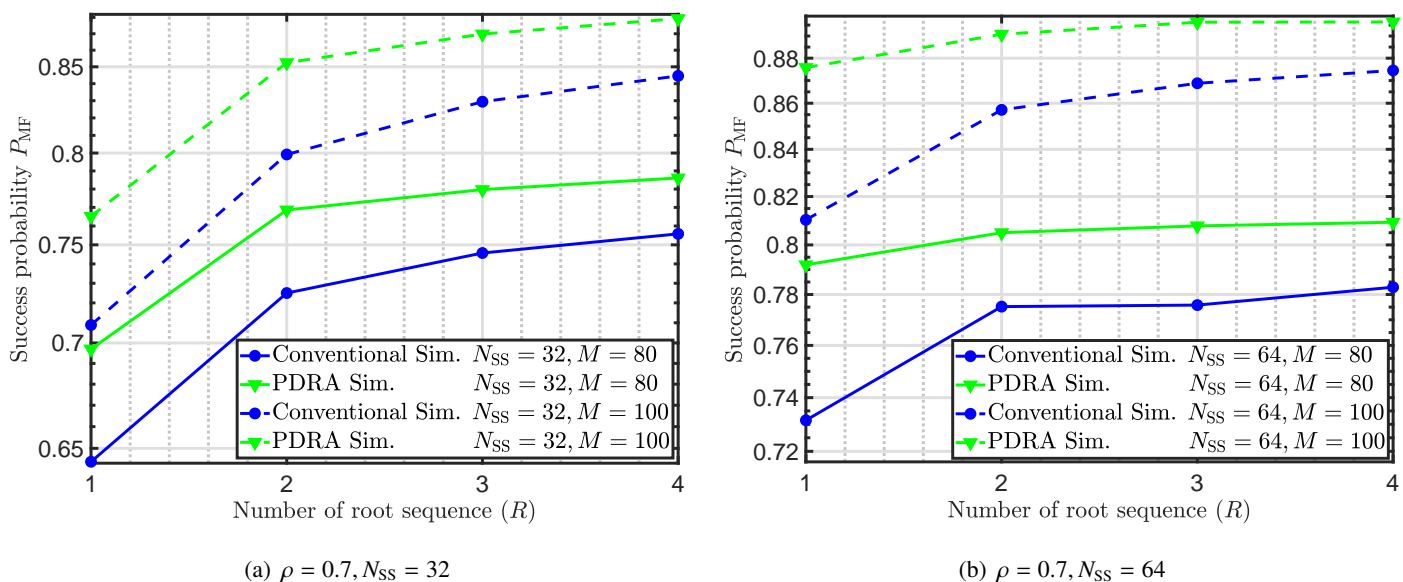 Success probability P_MF
0.85
0.8
0.75
0.7
0.65
1 2 3 4
Number of root sequence (R)
Conventional Sim. N_SS = 32, M = 80
PDRA Sim. N_SS = 32, M = 80
Conventional Sim. N_SS = 32, M = 100
PDRA Sim. N_SS = 32, M = 100
(a) ρ = 0.7, N_SS = 32
Success probability P_MF
0.88
0.86
0.84
0.82
0.8
0.78
0.76
0.74
0.72
1 2 3 4
Number of root sequence (R)
Conventional Sim. N_SS = 64, M = 80
PDRA Sim. N_SS = 64, M = 80
Conventional Sim. N_SS = 64, M = 100
PDRA Sim. N_SS = 64, M = 100
(b) ρ = 0.7, N_SS = 64